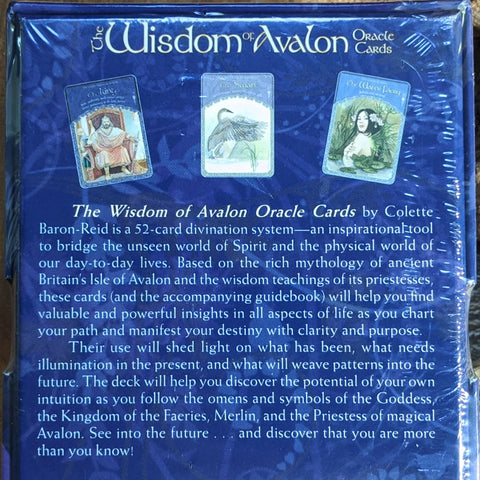 The Wisdom of Avalon Oracle Cards
The King
The Swan
The Water Faery
The Wisdom of Avalon Oracle Cards by Colette
Baron-Reid is a 52-card divination system—an inspirational tool
to bridge the unseen world of Spirit and the physical world of
our day-to-day lives. Based on the rich mythology of ancient
Britain's Isle of Avalon and the wisdom teachings of its priestesses,
these cards (and the accompanying guidebook) will help you find
valuable and powerful insights in all aspects of life as you chart
your path and manifest your destiny with clarity and purpose.
Their use will shed light on what has been, what needs
illumination in the present, and what will weave patterns into the
future. The deck will help you discover the potential of your own
intuition as you follow the omens and symbols of the Goddess,
the Kingdom of the Faeries, Merlin, and the Priestess of magical
Avalon. See into the future . . . and discover that you are more
than you know!